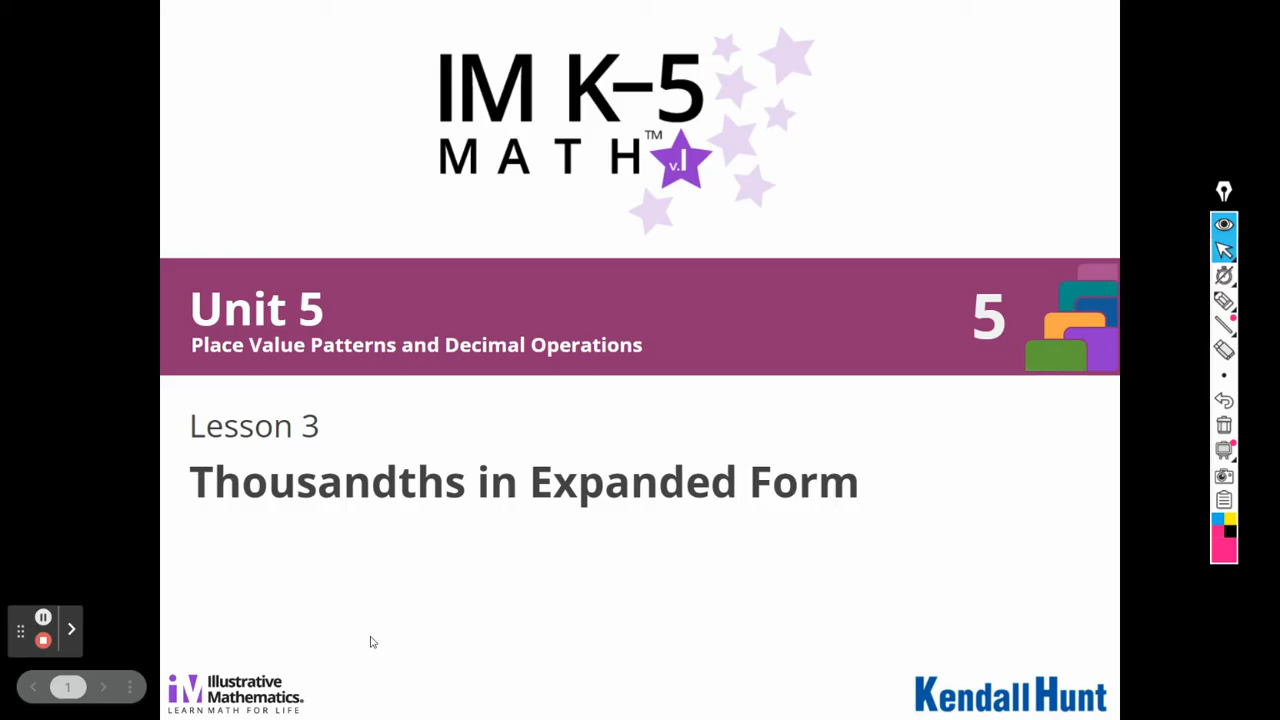 IM K–5
MATH™
v.I
Unit 5
Place Value Patterns and Decimal Operations
5
Lesson 3
Thousandths in Expanded Form
1
iM Illustrative
Mathematics.
LEARN MATH FOR LIFE
Kendall Hunt